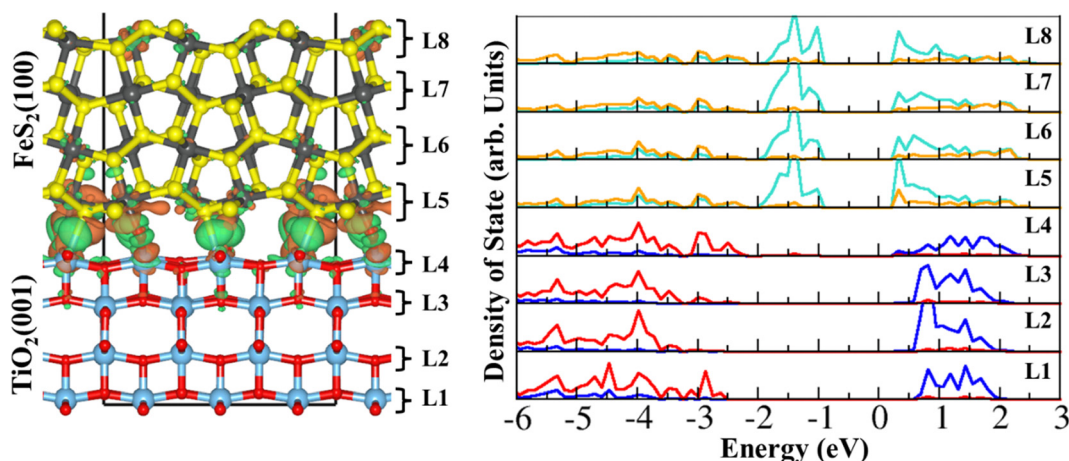 FeS2(100)
TiO2(001)
L8
L7
L6
L5
L4
L3
L2
L1
Density of State (arb. Units)
L8
L7
L6
L5
L4
L3
L2
L1
-6 -5 -4 -3 -2 -1 0 1 2 3
Energy (eV)